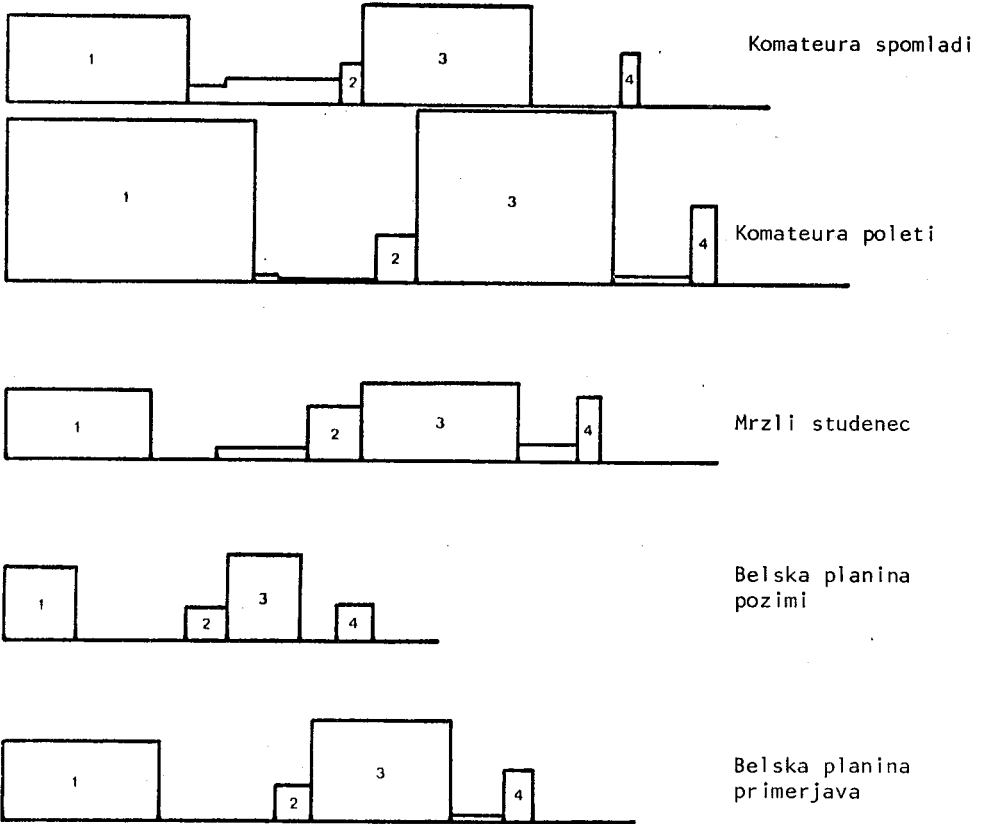 Komateura spomladi
1
2
3
4
Komateura poleti
1
2
3
4
Mrzli studenec
1
2
3
4
Belska planina
pozimi
1
2
3
4
Belska planina
primerjava
1
2
3
4